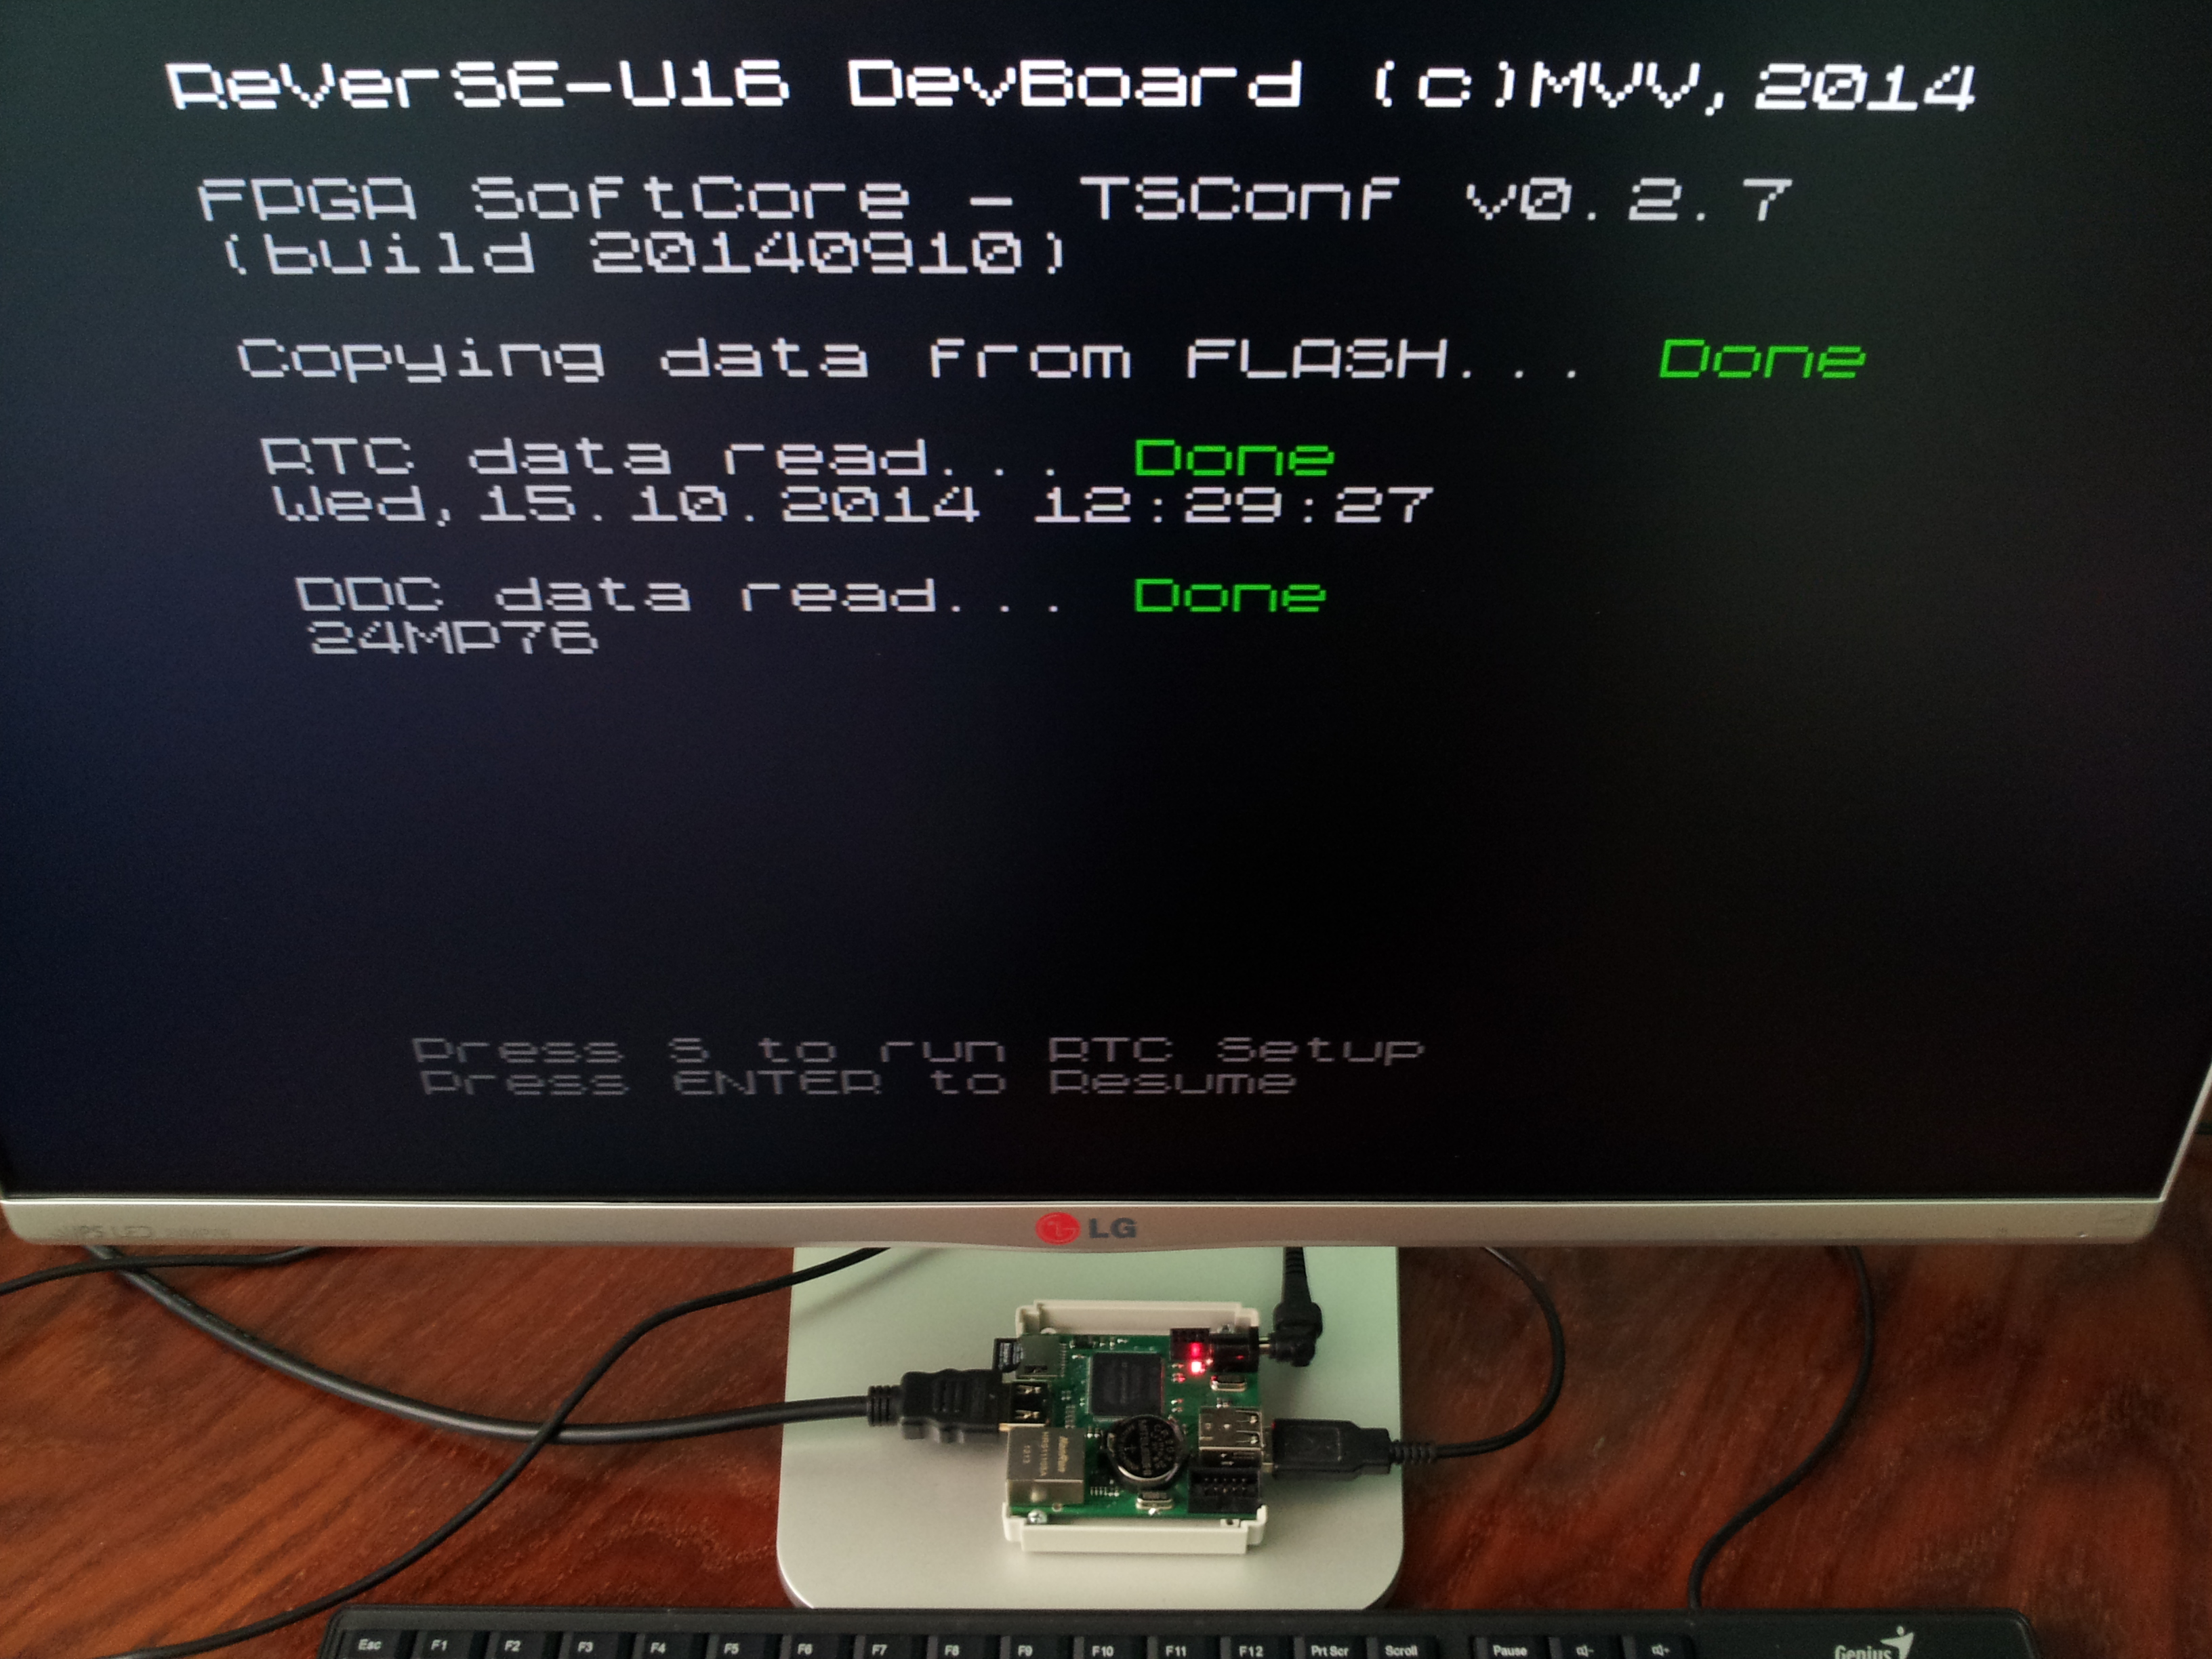 ReVerSE-U16 DevBoard (c)MVV,2014
FPGA SoftCore - TSConf v0.2.7
(build 20140910)
Copying data from FLASH... Done
RTC data read... Done
Wed,15.10.2014 12:29:27
DDC data read... Done
24MP76
Press S to run RTC Setup
Press ENTER to Resume
IPS LED
LG
Esc F1 F2 F3 F4 F5 F6 F7 F8 F9 F10 F11 F12 Prt Scr Scroll Pause
Genius